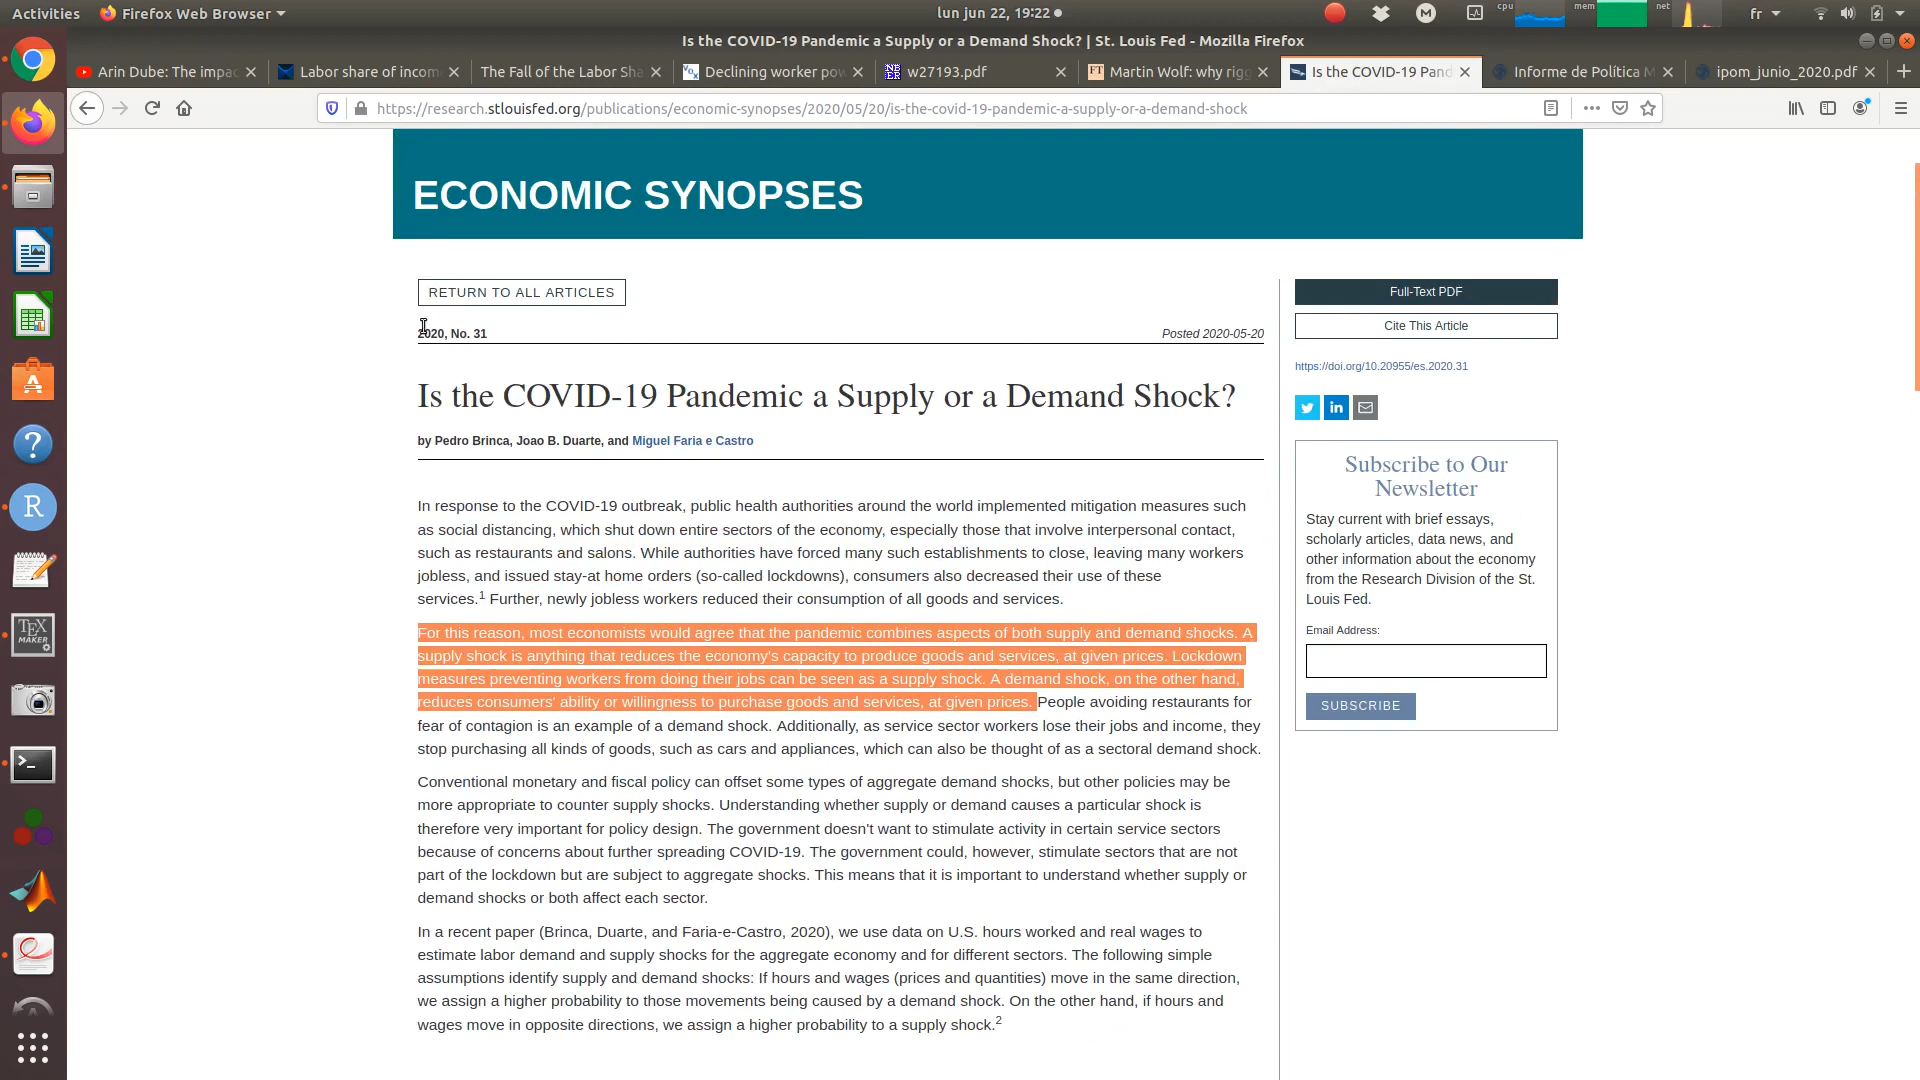 Activities
Firefox Web Browser
lun jun 22, 19:22
cpu
mem
net
fr
Is the COVID-19 Pandemic a Supply or a Demand Shock? | St. Louis Fed - Mozilla Firefox
Arin Dube: The impac
Labor share of incom
The Fall of the Labor Sha
Declining worker pov
w27193.pdf
Martin Wolf: why rigg
Is the COVID-19 Pand
Informe de Política M
ipom_junio_2020.pdf
https://research.stlouisfed.org/publications/economic-synopses/2020/05/20/is-the-covid-19-pandemic-a-supply-or-a-demand-shock
ECONOMIC SYNOPSES
RETURN TO ALL ARTICLES
2020, No. 31
Posted 2020-05-20
Is the COVID-19 Pandemic a Supply or a Demand Shock?
by Pedro Brinca, Joao B. Duarte, and Miguel Faria e Castro
In response to the COVID-19 outbreak, public health authorities around the world implemented mitigation measures such
as social distancing, which shut down entire sectors of the economy, especially those that involve interpersonal contact,
such as restaurants and salons. While authorities have forced many such establishments to close, leaving many workers
jobless, and issued stay-at home orders (so-called lockdowns), consumers also decreased their use of these
services.1 Further, newly jobless workers reduced their consumption of all goods and services.
For this reason, most economists would agree that the pandemic combines aspects of both supply and demand shocks. A
supply shock is anything that reduces the economy's capacity to produce goods and services, at given prices. Lockdown
measures preventing workers from doing their jobs can be seen as a supply shock. A demand shock, on the other hand,
reduces consumers' ability or willingness to purchase goods and services, at given prices. People avoiding restaurants for
fear of contagion is an example of a demand shock. Additionally, as service sector workers lose their jobs and income, they
stop purchasing all kinds of goods, such as cars and appliances, which can also be thought of as a sectoral demand shock.
Conventional monetary and fiscal policy can offset some types of aggregate demand shocks, but other policies may be
more appropriate to counter supply shocks. Understanding whether supply or demand causes a particular shock is
therefore very important for policy design. The government doesn't want to stimulate activity in certain service sectors
because of concerns about further spreading COVID-19. The government could, however, stimulate sectors that are not
part of the lockdown but are subject to aggregate shocks. This means that it is important to understand whether supply or
demand shocks or both affect each sector.
In a recent paper (Brinca, Duarte, and Faria-e-Castro, 2020), we use data on U.S. hours worked and real wages to
estimate labor demand and supply shocks for the aggregate economy and for different sectors. The following simple
assumptions identify supply and demand shocks: If hours and wages (prices and quantities) move in the same direction,
we assign a higher probability to those movements being caused by a demand shock. On the other hand, if hours and
wages move in opposite directions, we assign a higher probability to a supply shock.2
Full-Text PDF
Cite This Article
https://doi.org/10.20955/es.2020.31
Subscribe to Our
Newsletter
Stay current with brief essays,
scholarly articles, data news, and
other information about the economy
from the Research Division of the St.
Louis Fed.
Email Address:
SUBSCRIBE